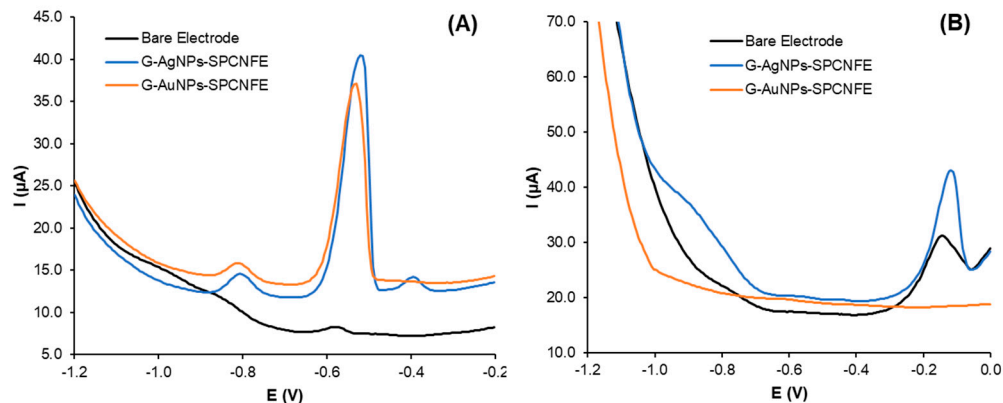 (A)
45.0
40.0
35.0
30.0
25.0
20.0
15.0
10.0
5.0
I (µA)
Bare Electrode
G-AgNPs-SPCNFE
G-AuNPs-SPCNFE
-1.2 -1.0 -0.8 -0.6 -0.4 -0.2
E (V)
(B)
70.0
60.0
50.0
40.0
30.0
20.0
10.0
I (µA)
Bare Electrode
G-AgNPs-SPCNFE
G-AuNPs-SPCNFE
-1.2 -1.0 -0.8 -0.6 -0.4 -0.2 0.0
E (V)